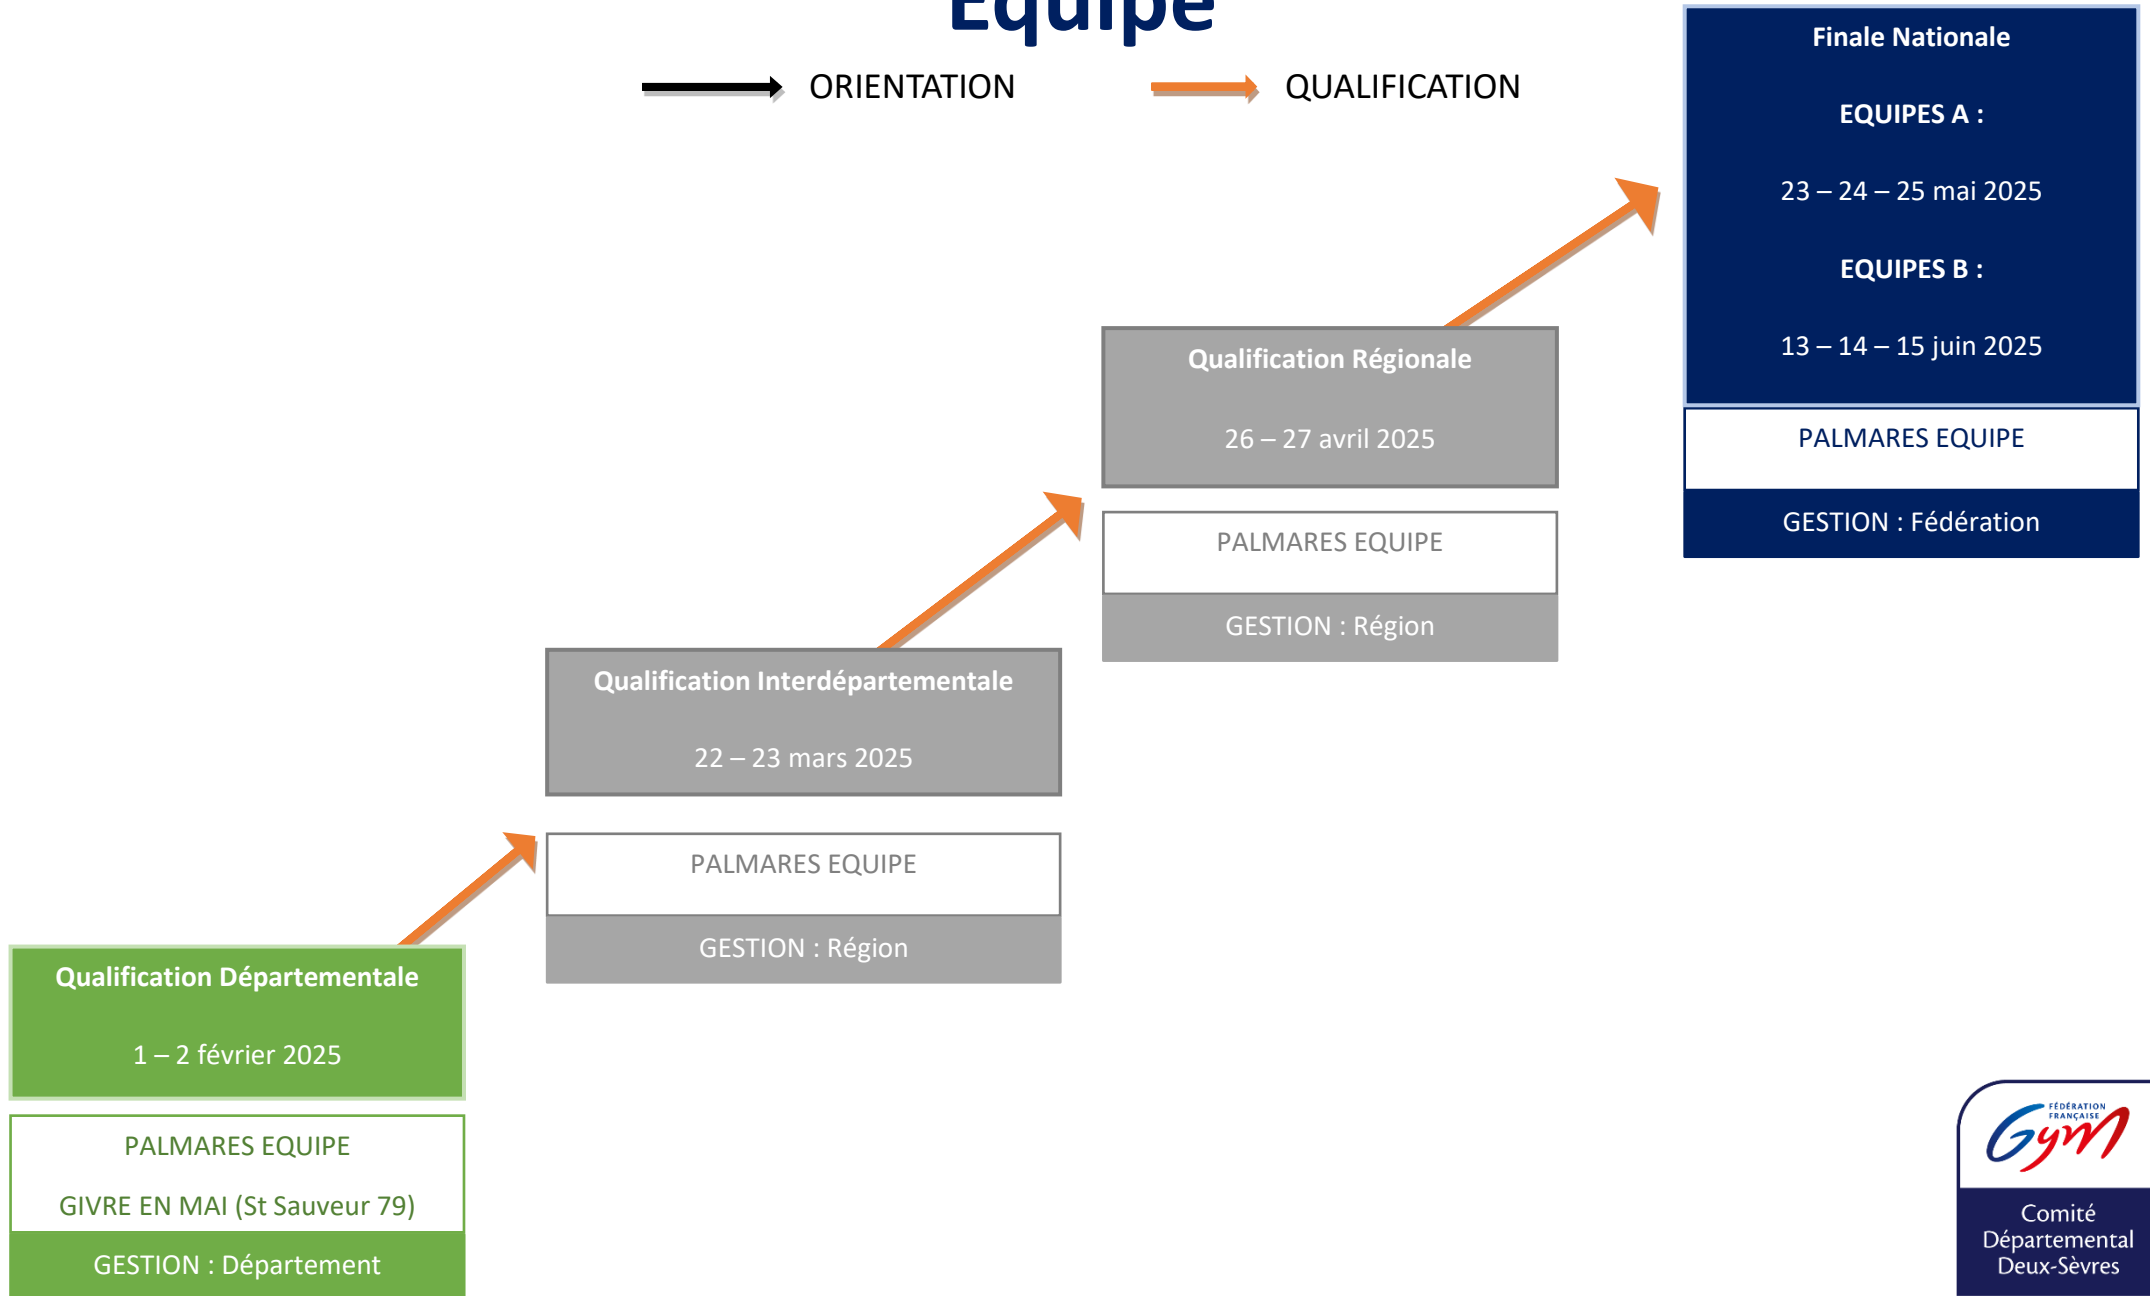 Equipe
ORIENTATION
QUALIFICATION
Finale Nationale
EQUIPES A :
23 – 24 – 25 mai 2025
EQUIPES B :
13 – 14 – 15 juin 2025
PALMARES EQUIPE
GESTION : Fédération
Qualification Régionale
26 – 27 avril 2025
PALMARES EQUIPE
GESTION : Région
Qualification Interdépartementale
22 – 23 mars 2025
PALMARES EQUIPE
GESTION : Région
Qualification Départementale
1 – 2 février 2025
PALMARES EQUIPE
GIVRE EN MAI (St Sauveur 79)
GESTION : Département
FÉDÉRATION
FRANÇAISE
Gym
Comité
Départemental
Deux-Sèvres